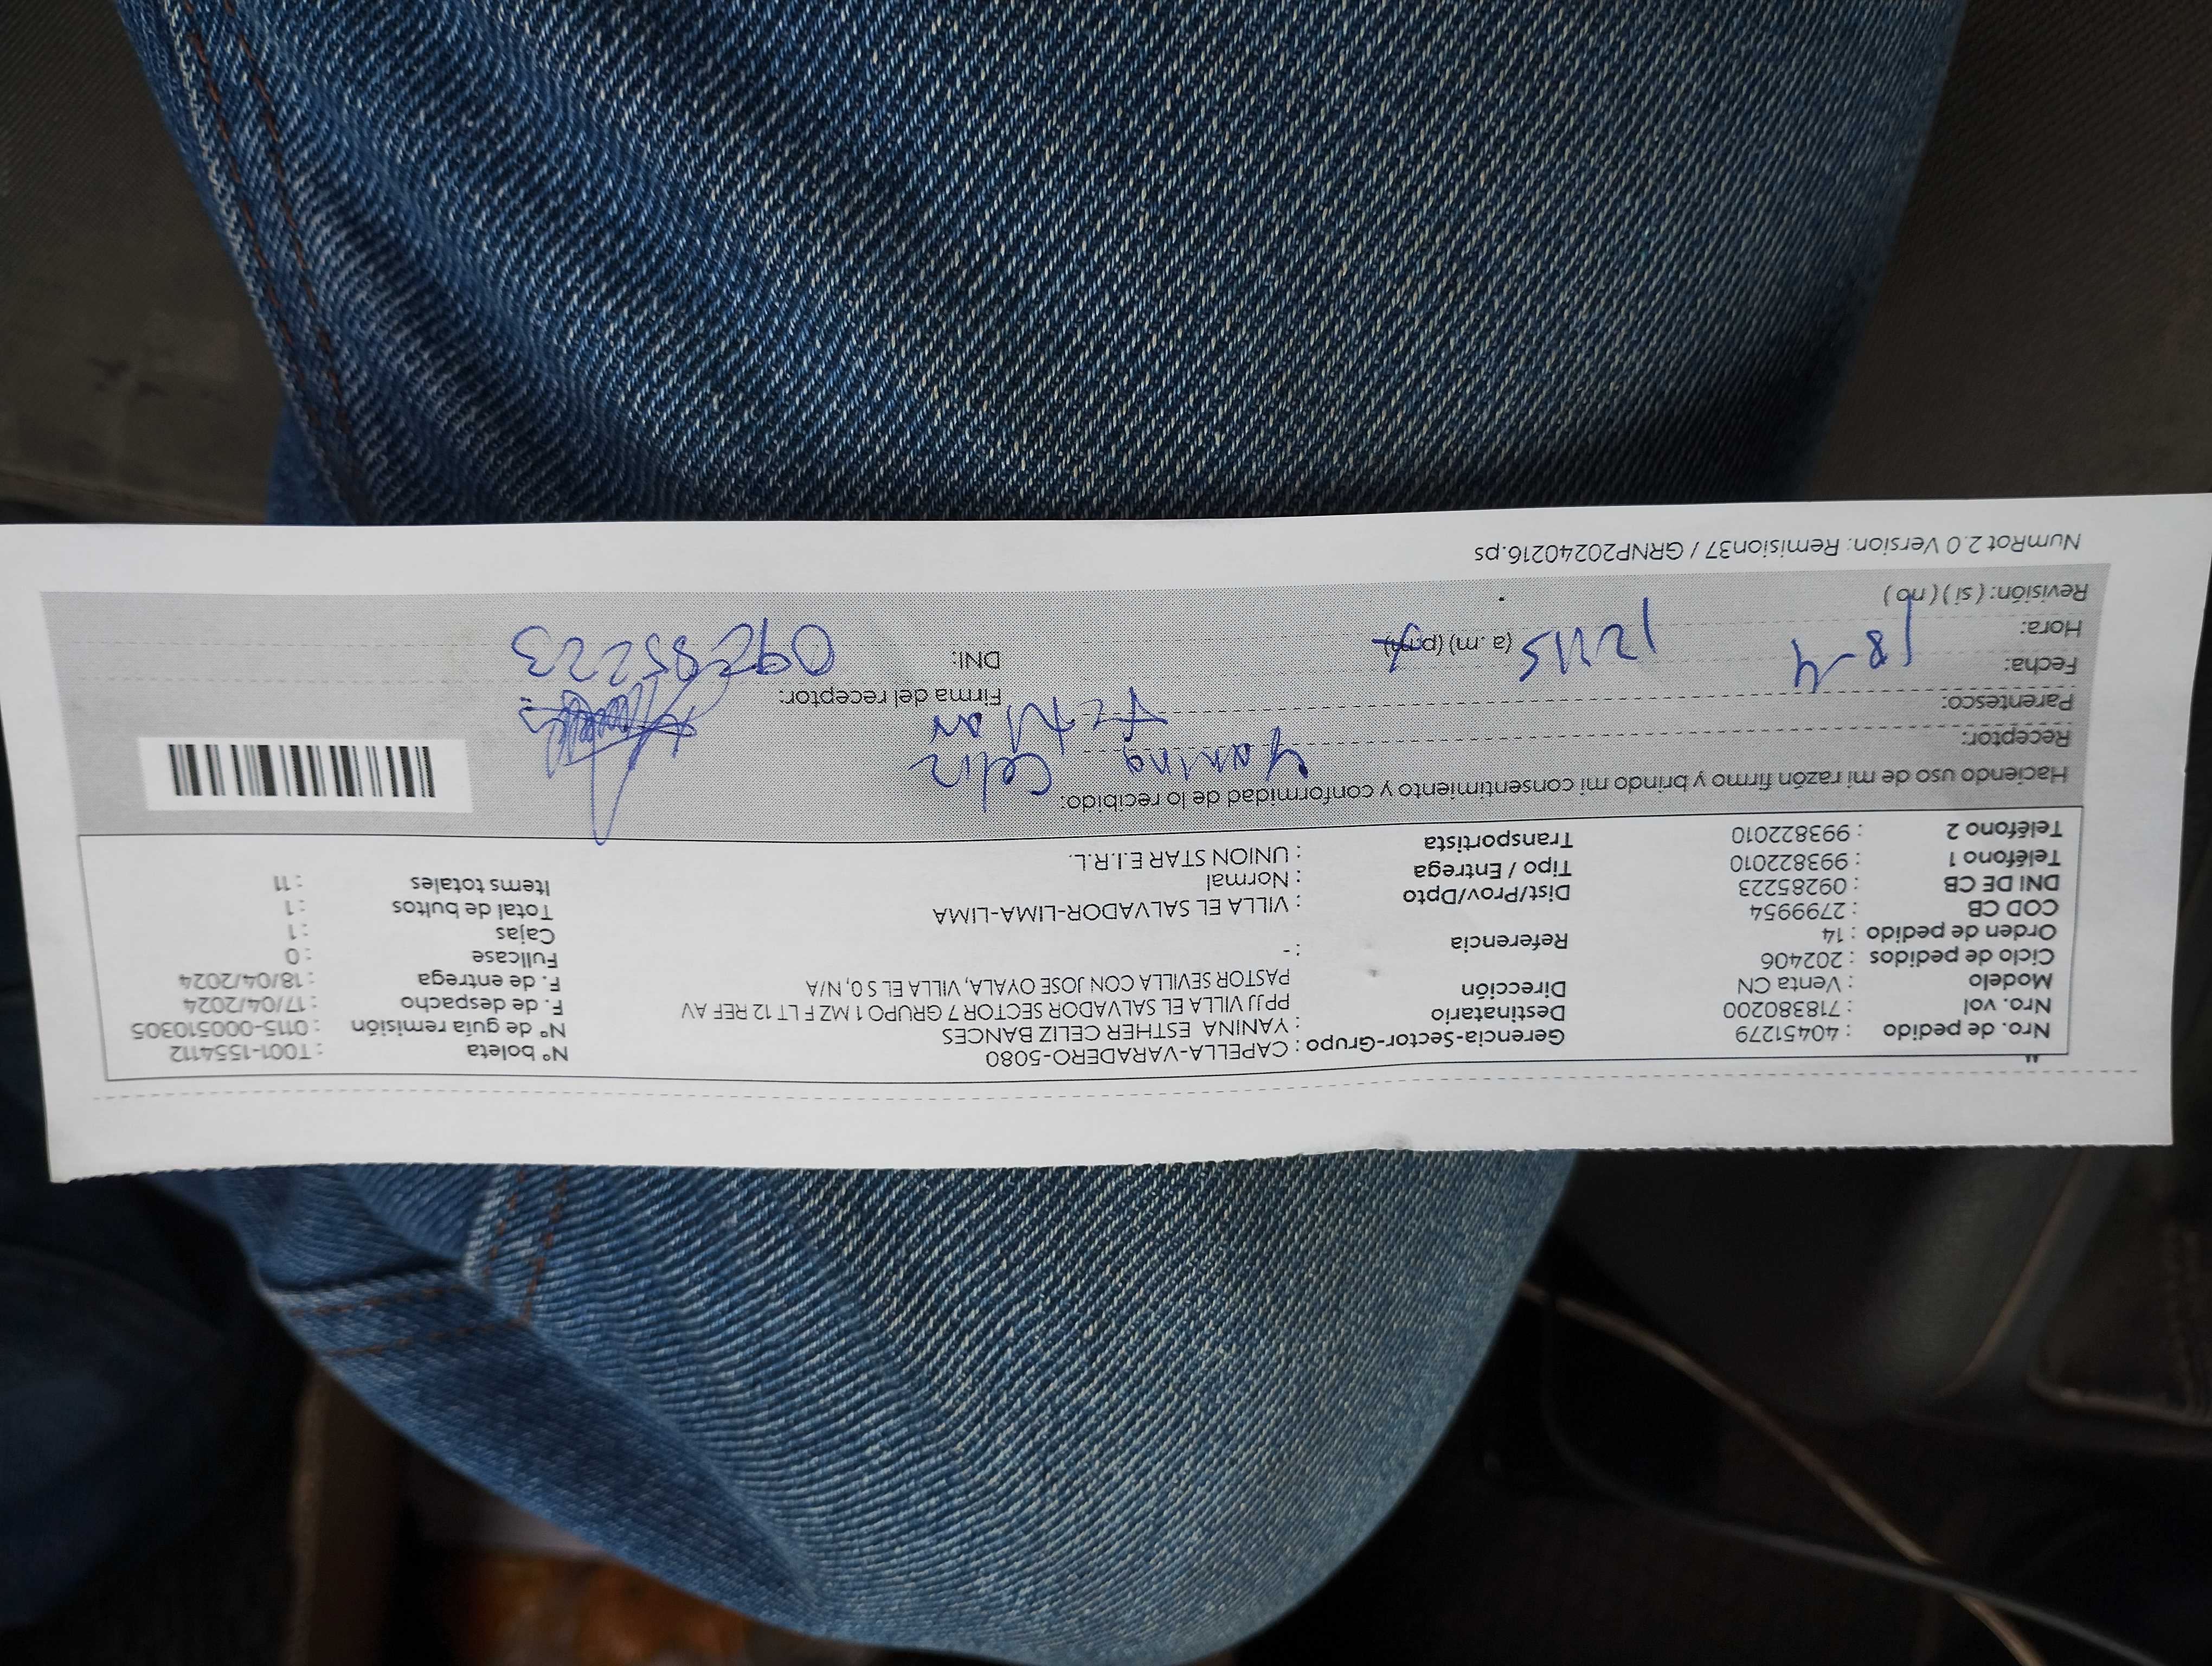 Nro. de pedido : 40451279 Gerencia-Sector-Grupo : CAPELLA-VARADERO-5080 N° boleta : T001-1554112
Nro. vol : 718380200 Destinatario : YANINA ESTHER CELIZ BANCES N° de guía remisión : 0115-000510305
Modelo : Venta CN Dirección PPJJ VILLA EL SALVADOR SECTOR 7 GRUPO 1 MZ F LT 12 REF AV F. de despacho : 17/04/2024
Ciclo de pedidos : 202406 PASTOR SEVILLA CON JOSE OYALA, VILLA EL S 0, N/A F. de entrega : 18/04/2024
Orden de pedido : 14 Referencia : - Fullcase : 0
COD CB : 2799954 Dist/Prov/Dpto : VILLA EL SALVADOR-LIMA-LIMA Cajas : 1
DNI DE CB : 09285223 Tipo / Entrega : Normal Total de bultos : 1
Teléfono 1 : 993822010 Transportista : UNION STAR E.I.R.L. Items totales : 11
Teléfono 2 : 993822010
Haciendo uso de mi razón firmo y brindo mi consentimiento y conformidad de lo recibido:
Receptor: Yanina Celiz
Parentesco: Firma del receptor:
Fecha: 18-4 DNI: 09285223
Hora: 12 45 (a. m) (p.m)
Revisión: ( si ) ( no )
NumRot 2.0 Version: Remision37 / GRNP20240216.ps